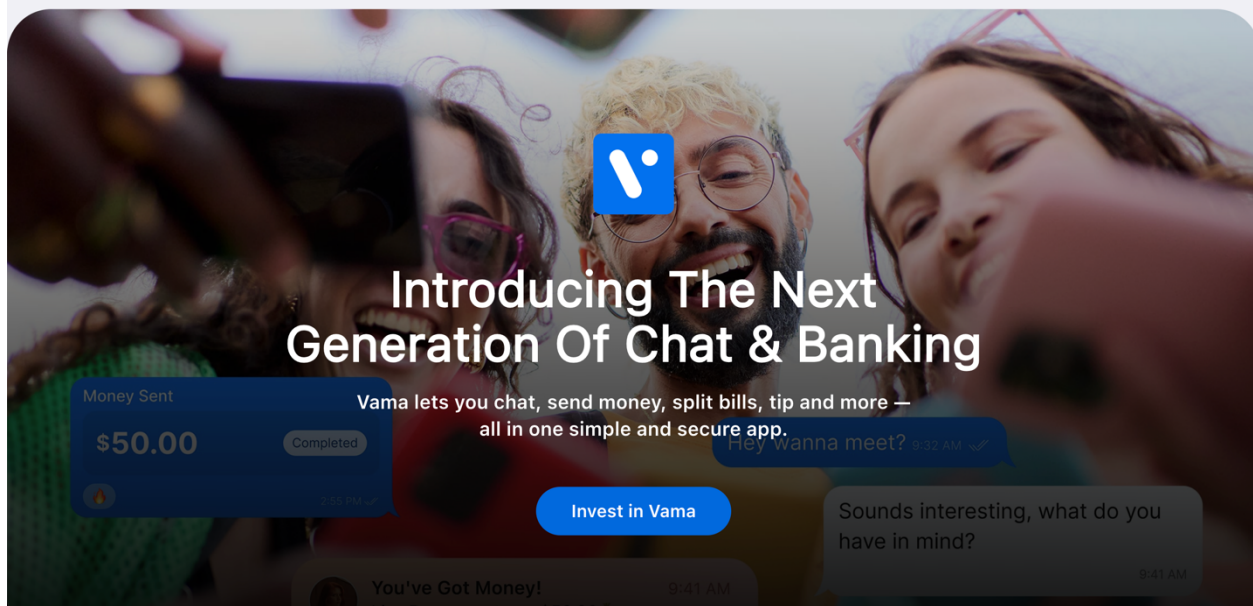 Introducing The Next
Generation Of Chat & Banking
Vama lets you chat, send money, split bills, tip and more —
all in one simple and secure app.
Money Sent
$50.00
Completed
2:55 PM
Hey wanna meet? 9:32 AM
Invest in Vama
Sounds interesting, what do you
have in mind?
9:41 AM
You've Got Money!
9:41 AM